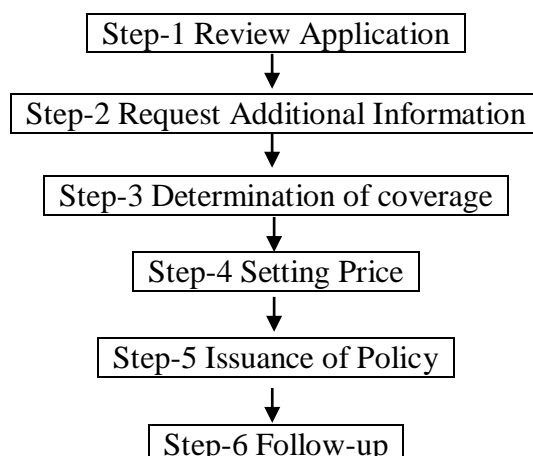 Step-1 Review Application
Step-2 Request Additional Information
Step-3 Determination of coverage
Step-4 Setting Price
Step-5 Issuance of Policy
Step-6 Follow-up